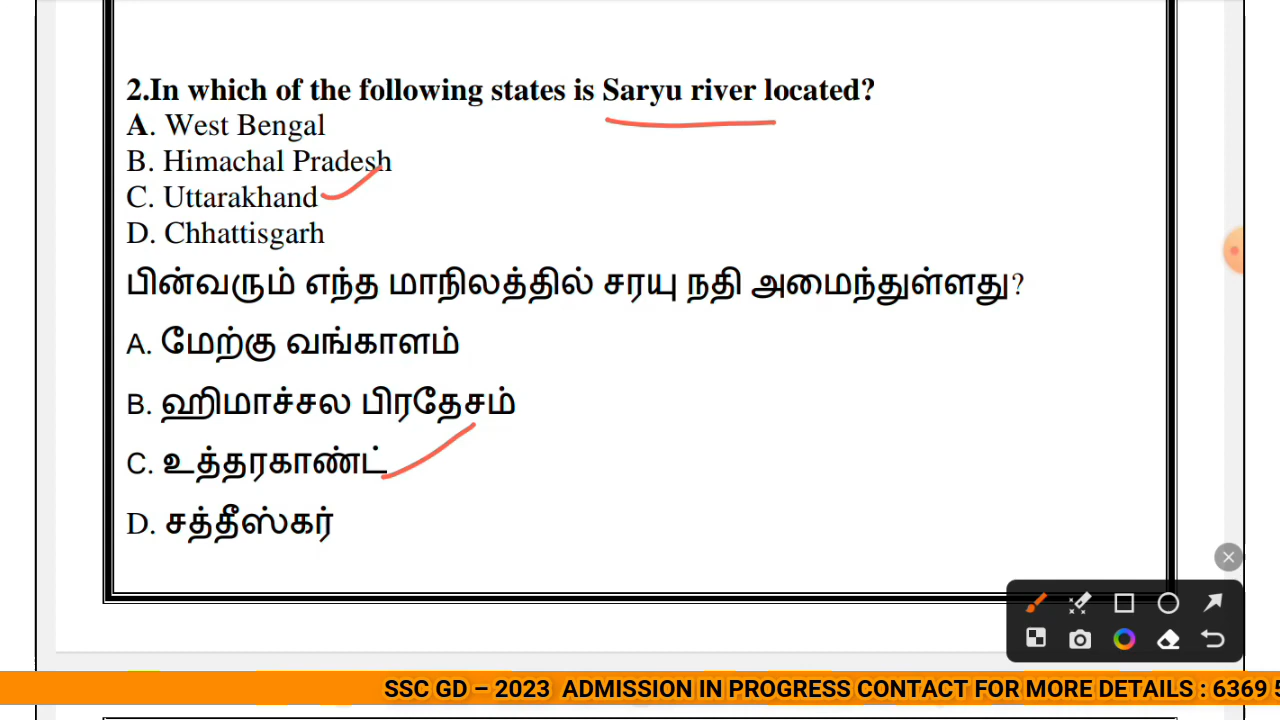 2.In which of the following states is Saryu river located?
A. West Bengal
B. Himachal Pradesh
C. Uttarakhand
D. Chhattisgarh
பின்வரும் எந்த மாநிலத்தில் சரயு நதி அமைந்துள்ளது?
A. மேற்கு வங்காளம்
B. ஹிமாச்சல பிரதேசம்
C. உத்தரகாண்ட்
D. சத்தீஸ்கர்
SSC GD – 2023 ADMISSION IN PROGRESS CONTACT FOR MORE DETAILS : 6369